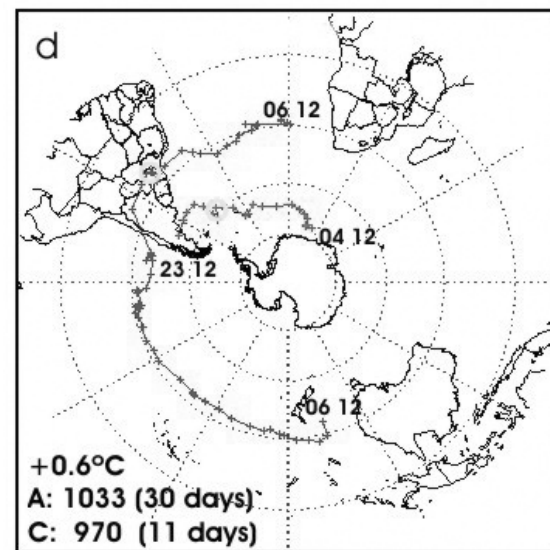 d
06 12
04 12
23 12
06 12
+0.6°C
A: 1033 (30 days)
C: 970 (11 days)